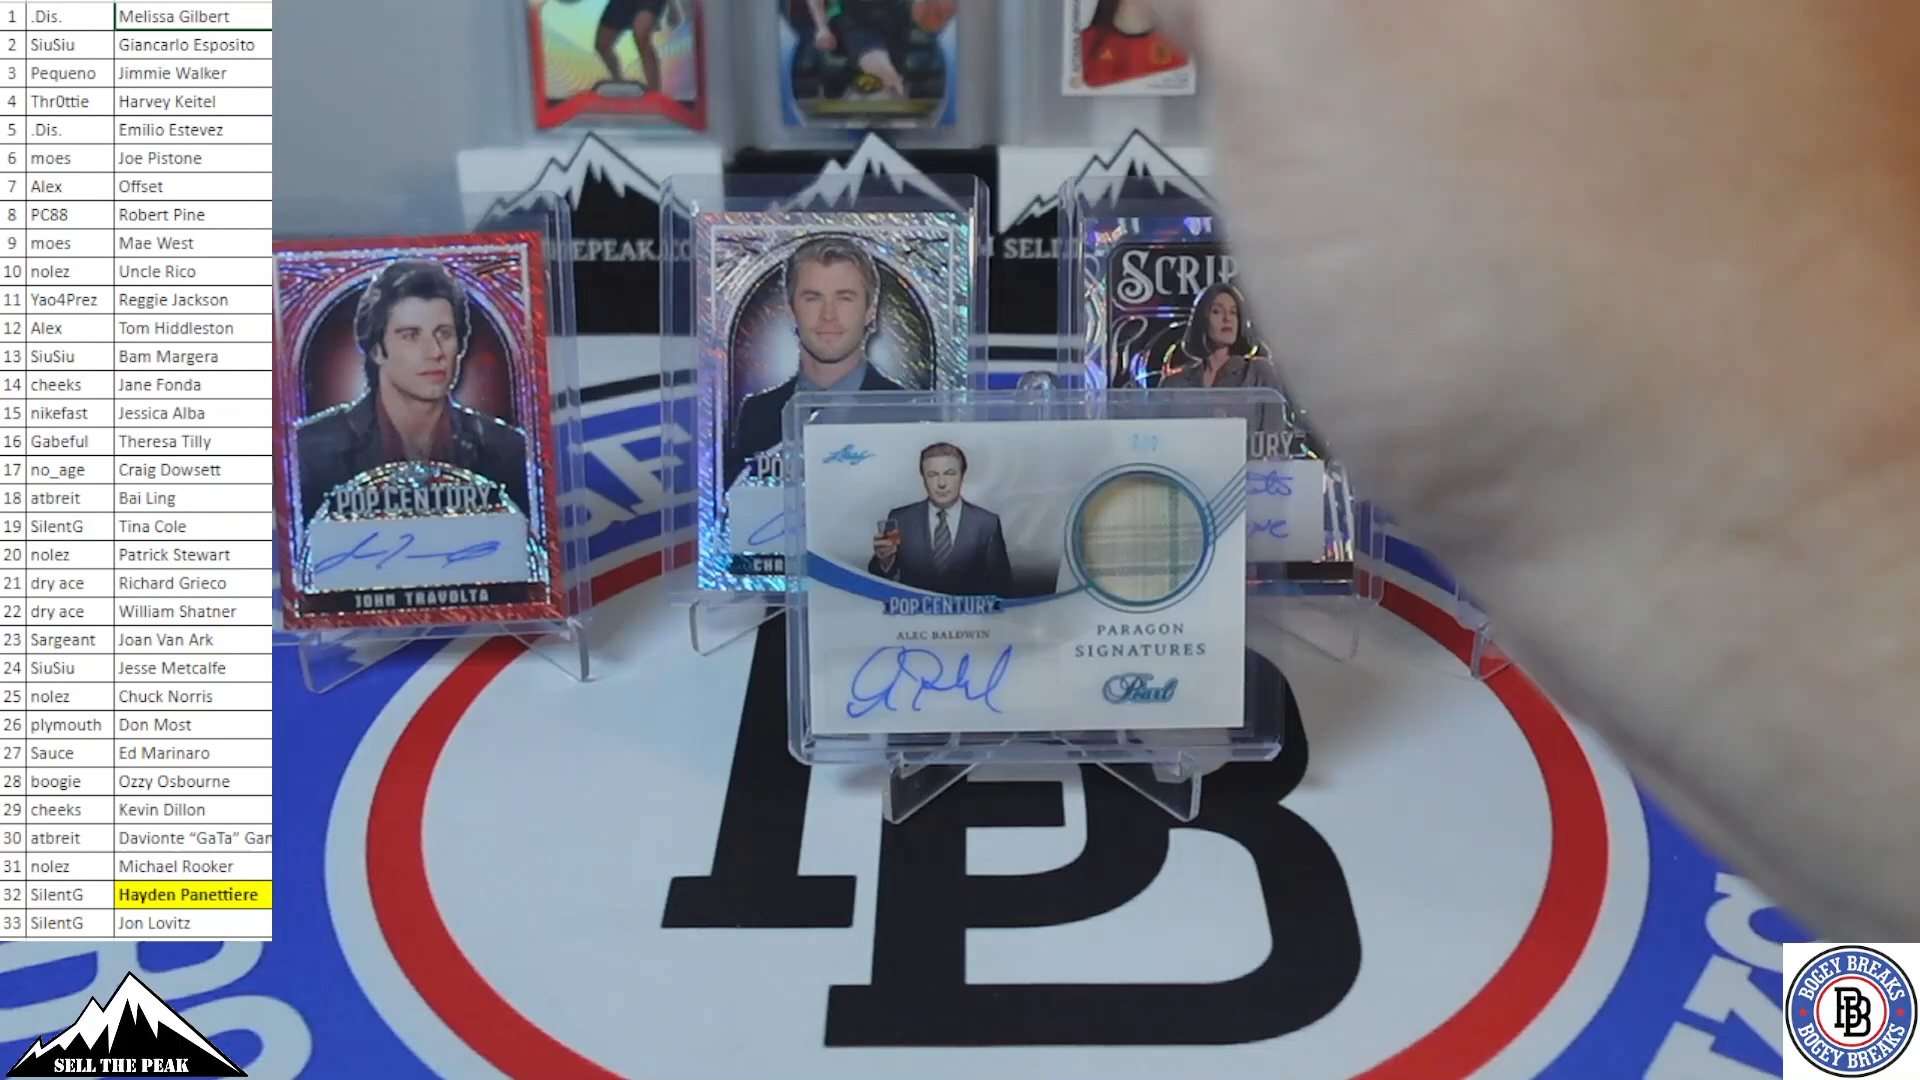 1 .Dis. Melissa Gilbert
2 SiuSiu Giancarlo Esposito
3 Pequeno Jimmie Walker
4 Thr0ttie Harvey Keitel
5 .Dis. Emilio Estevez
6 moes Joe Pistone
7 Alex Offset
8 PC88 Robert Pine
9 moes Mae West
10 nolez Uncle Rico
11 Yao4Prez Reggie Jackson
12 Alex Tom Hiddleston
13 SiuSiu Bam Margera
14 cheeks Jane Fonda
15 nikefast Jessica Alba
16 Gabeful Theresa Tilly
17 no_age Craig Dowsett
18 atbreit Bai Ling
19 SilentG Tina Cole
20 nolez Patrick Stewart
21 dry ace Richard Grieco
22 dry ace William Shatner
23 Sargeant Joan Van Ark
24 SiuSiu Jesse Metcalfe
25 nolez Chuck Norris
26 plymouth Don Most
27 Sauce Ed Marinaro
28 boogie Ozzy Osbourne
29 cheeks Kevin Dillon
30 atbreit Davionte “GaTa” Gan
31 nolez Michael Rooker
32 SilentG Hayden Panettiere
33 SilentG Jon Lovitz
POP CENTURY
JOHN TRAVOLTA
CHR
SCRIP
URY
Leaf
POP CENTURY
ALEC BALDWIN
PARAGON
SIGNATURES
Pearl
SELL THE PEAK
BOGEY BREAKS
BB
BOGEY BREAKS